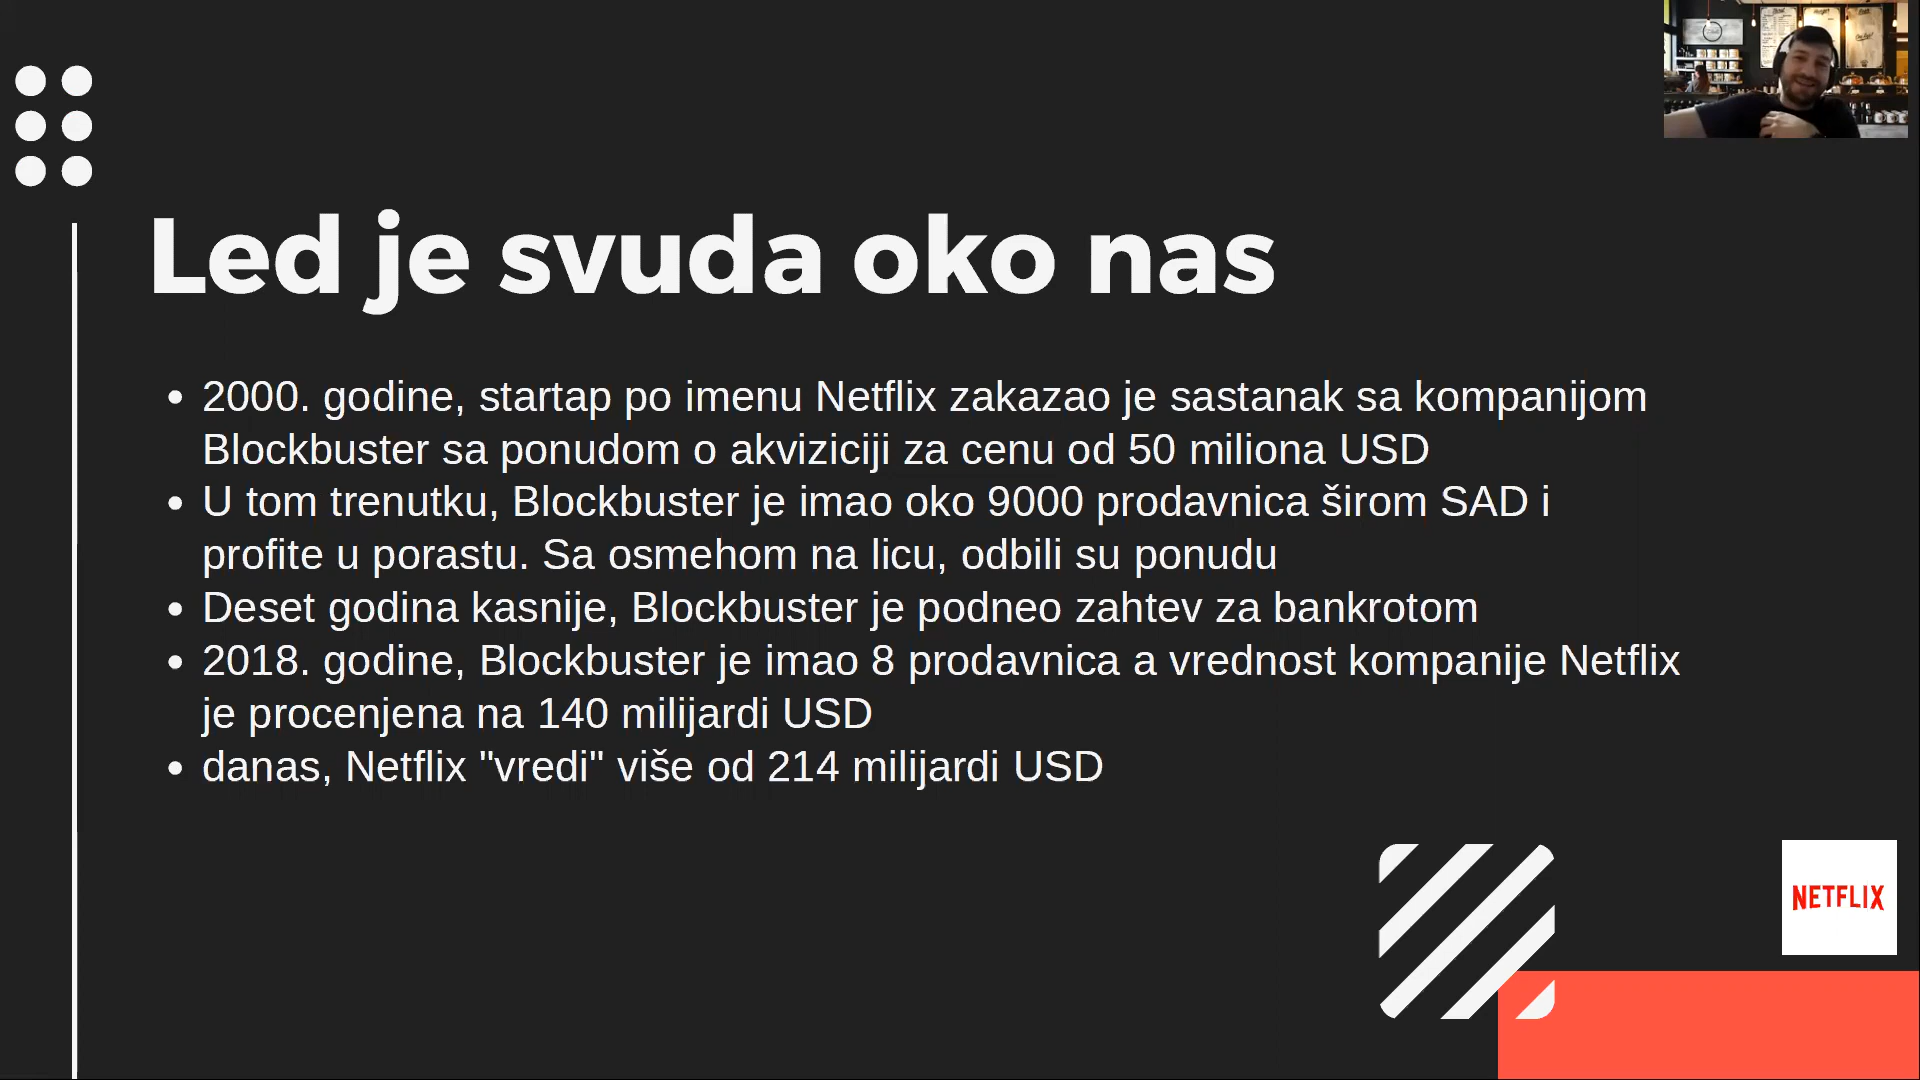 Led je svuda oko nas
2000. godine, startap po imenu Netflix zakazao je sastanak sa kompanijom
Blockbuster sa ponudom o akviziciji za cenu od 50 miliona USD
U tom trenutku, Blockbuster je imao oko 9000 prodavnica širom SAD i
profite u porastu. Sa osmehom na licu, odbili su ponudu
Deset godina kasnije, Blockbuster je podneo zahtev za bankrotom
2018. godine, Blockbuster je imao 8 prodavnica a vrednost kompanije Netflix
je procenjena na 140 milijardi USD
danas, Netflix "vredi" više od 214 milijardi USD
NETFLIX